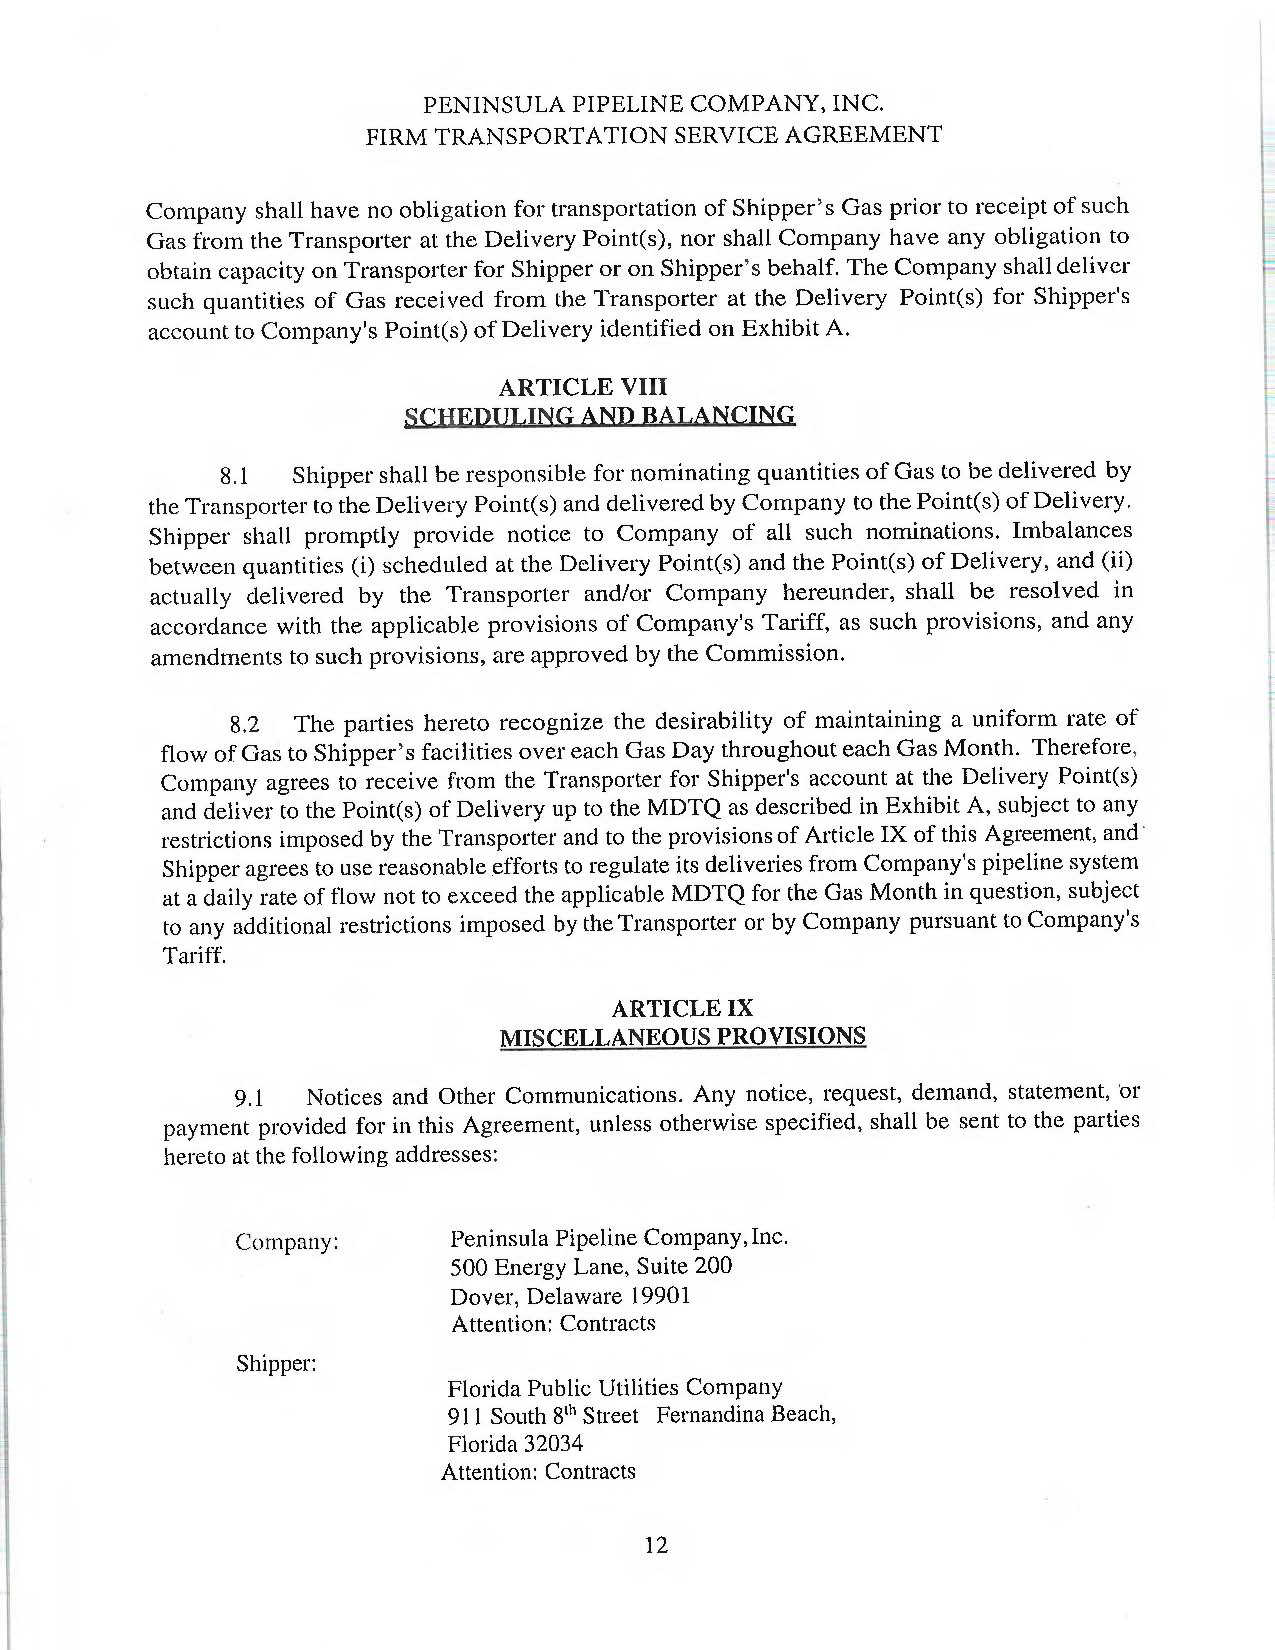 PENINSULA PIPELINE COMPANY, INC.
FIRM TRANSPORTATION SERVICE AGREEMENT
Company shall have no obligation for transportation of Shipper's Gas prior to receipt of such
Gas from the Transporter at the Delivery Point(s), nor shall Company have any obligation to
obtain capacity on Transporter for Shipper or on Shipper's behalf. The Company shall deliver
such quantities of Gas received from the Transporter at the Delivery Point(s) for Shipper's
account to Company's Point(s) of Delivery identified on Exhibit A.
ARTICLE VIII
SCHEDULING AND BALANCING
8.1 Shipper shall be responsible for nominating quantities of Gas to be delivered by
the Transporter to the Delivery Point(s) and delivered by Company to the Point(s) of Delivery.
Shipper shall promptly provide notice to Company of all such nominations. Imbalances
between quantities (i) scheduled at the Delivery Point(s) and the Point(s) of Delivery, and (ii)
actually delivered by the Transporter and/or Company hereunder, shall be resolved in
accordance with the applicable provisions of Company's Tariff, as such provisions, and any
amendments to such provisions, are approved by the Commission.
8.2 The parties hereto recognize the desirability of maintaining a uniform rate of
flow of Gas to Shipper's facilities over each Gas Day throughout each Gas Month. Therefore,
Company agrees to receive from the Transporter for Shipper's account at the Delivery Point(s)
and deliver to the Point(s) of Delivery up to the MDTQ as described in Exhibit A, subject to any
restrictions imposed by the Transporter and to the provisions of Article IX of this Agreement, and
Shipper agrees to use reasonable efforts to regulate its deliveries from Company's pipeline system
at a daily rate of flow not to exceed the applicable MDTQ for the Gas Month in question, subject
to any additional restrictions imposed by the Transporter or by Company pursuant to Company's
Tariff.
ARTICLE IX
MISCELLANEOUS PROVISIONS
9.1 Notices and Other Communications. Any notice, request, demand, statement, or
payment provided for in this Agreement, unless otherwise specified, shall be sent to the parties
hereto at the following addresses:
Company: Peninsula Pipeline Company, Inc.
500 Energy Lane, Suite 200
Dover, Delaware 19901
Attention: Contracts
Shipper:
Florida Public Utilities Company
911 South 8th Street Fernandina Beach,
Florida 32034
Attention: Contracts
12